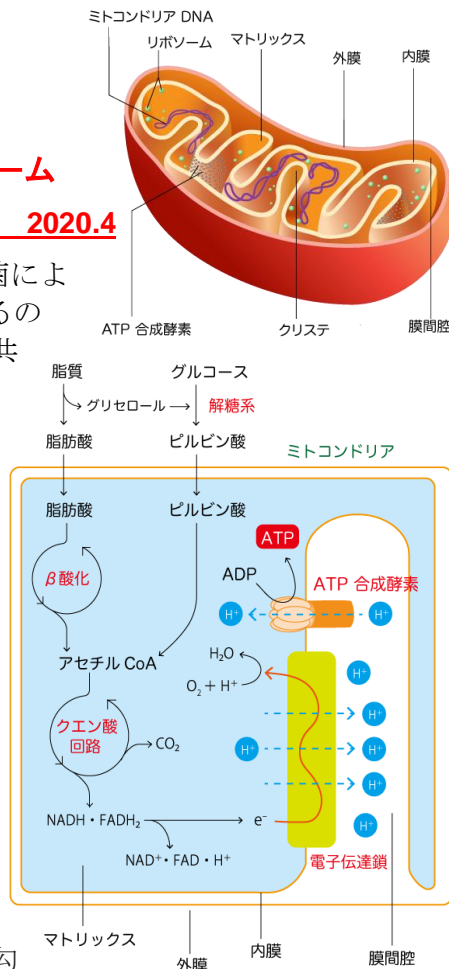 ミトコンドリア DNA
リボソーム
マトリックス
外膜
内膜
ーム
2020.4
菌によ
るの
共
ATP 合成酵素
クリステ
膜間腔
脂質
グルコース
グリセロール
解糖系
脂肪酸
ピルビン酸
ミトコンドリア
脂肪酸
ピルビン酸
ATP
β酸化
ADP
ATP 合成酵素
H⁺
H⁺
アセチル CoA
H₂O
O₂ + H⁺
H⁺
H⁺
クエン酸
回路
CO₂
H⁺
H⁺
H⁺
NADH・FADH₂
e⁻
H⁺
NAD⁺・FAD・H⁺
電子伝達鎖
マトリックス
外膜
内膜
膜間腔